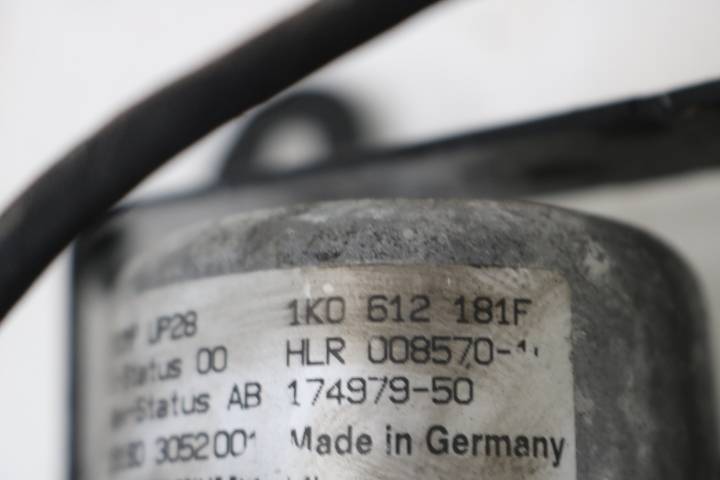 UP28 1K0 612 181F
Status 00 HLR 008570-
Status AB 174979-50
3052001 Made in Germany